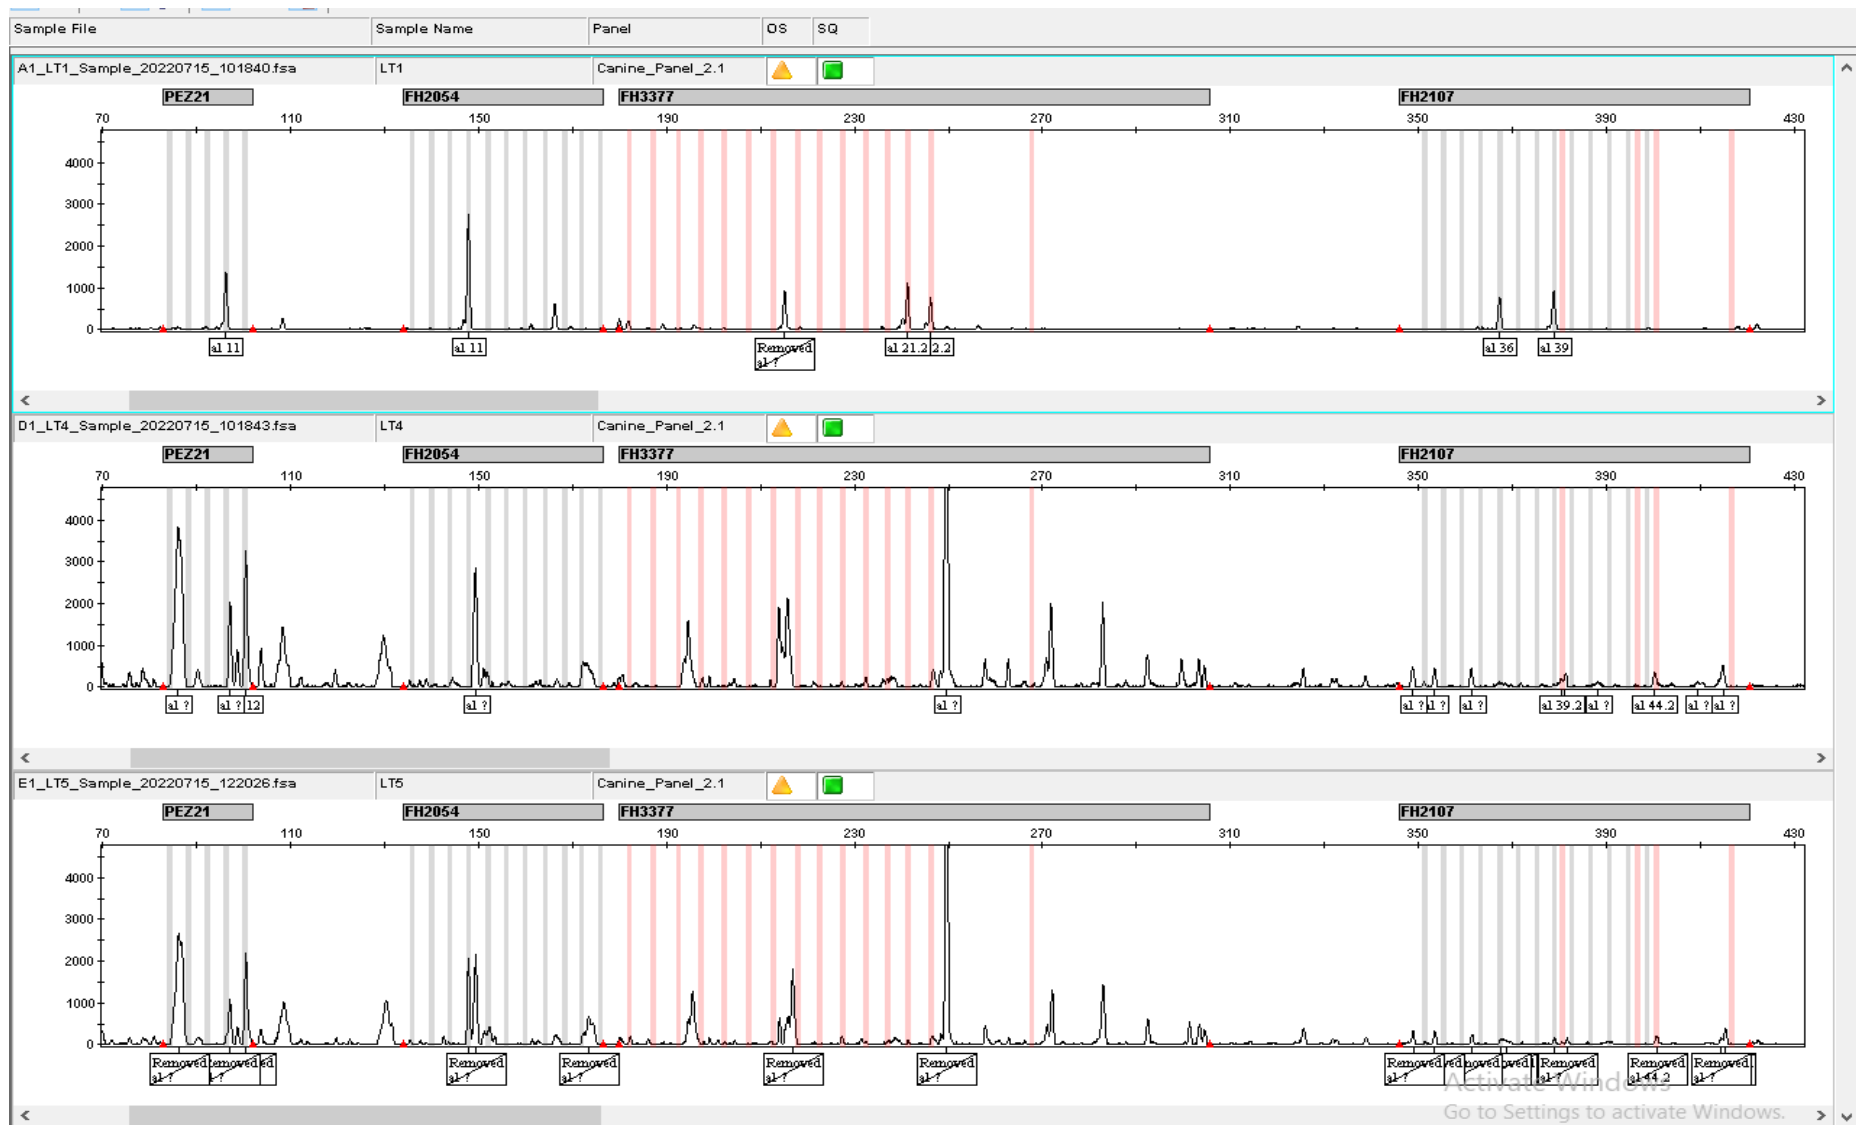 Sample File Sample Name Panel OS SQ
A1_LT1_Sample_20220715_101840.fsa LT1 Canine_Panel_2.1
PEZ21 FH2054 FH3377 FH2107
70 110 150 190 230 270 310 350 390 430
4000
3000
2000
1000
0
al 11 al 11 Removed al 21.2 2.2 al 36 al 39
al ?
D1_LT4_Sample_20220715_101843.fsa LT4 Canine_Panel_2.1
PEZ21 FH2054 FH3377 FH2107
70 110 150 190 230 270 310 350 390 430
4000
3000
2000
1000
0
al ? al ? 12 al ? al ? al ? l ? al ? al 39.2 al ? al 44.2 al ? al ?
E1_LT5_Sample_20220715_122026.fsa LT5 Canine_Panel_2.1
PEZ21 FH2054 FH3377 FH2107
70 110 150 190 230 270 310 350 390 430
4000
3000
2000
1000
0
Removed emoved ed Removed Removed Removed Removed Removed ed moved oved Removed Removed Removed
al ? l ? al ? al ? al ? al ? al ? al ? al 44.2 al ?
Activate Windows
Go to Settings to activate Windows.